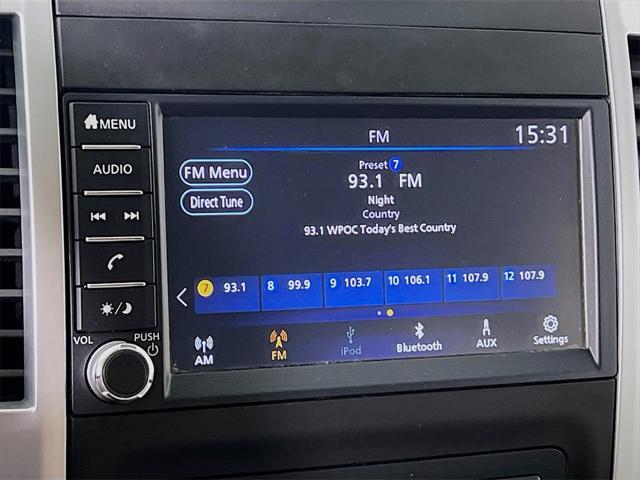 MENU
AUDIO
VOL
PUSH
FM
15:31
FM Menu
Direct Tune
Preset 7
93.1 FM
Night
Country
93.1 WPOC Today's Best Country
7 93.1 8 99.9 9 103.7 10 106.1 11 107.9 12 107.9
AM FM iPod Bluetooth AUX Settings